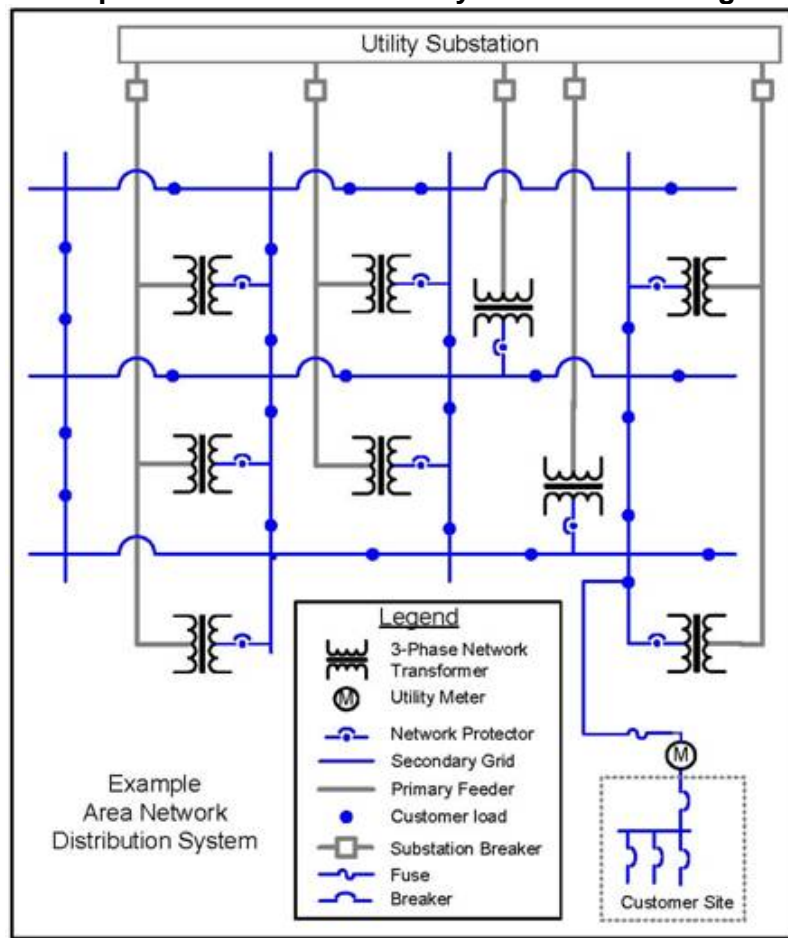 Utility Substation
Legend
3-Phase Network
Transformer
M
Utility Meter
Network Protector
Secondary Grid
Primary Feeder
Customer load
Substation Breaker
Fuse
Breaker
Example
Area Network
Distribution System
M
Customer Site